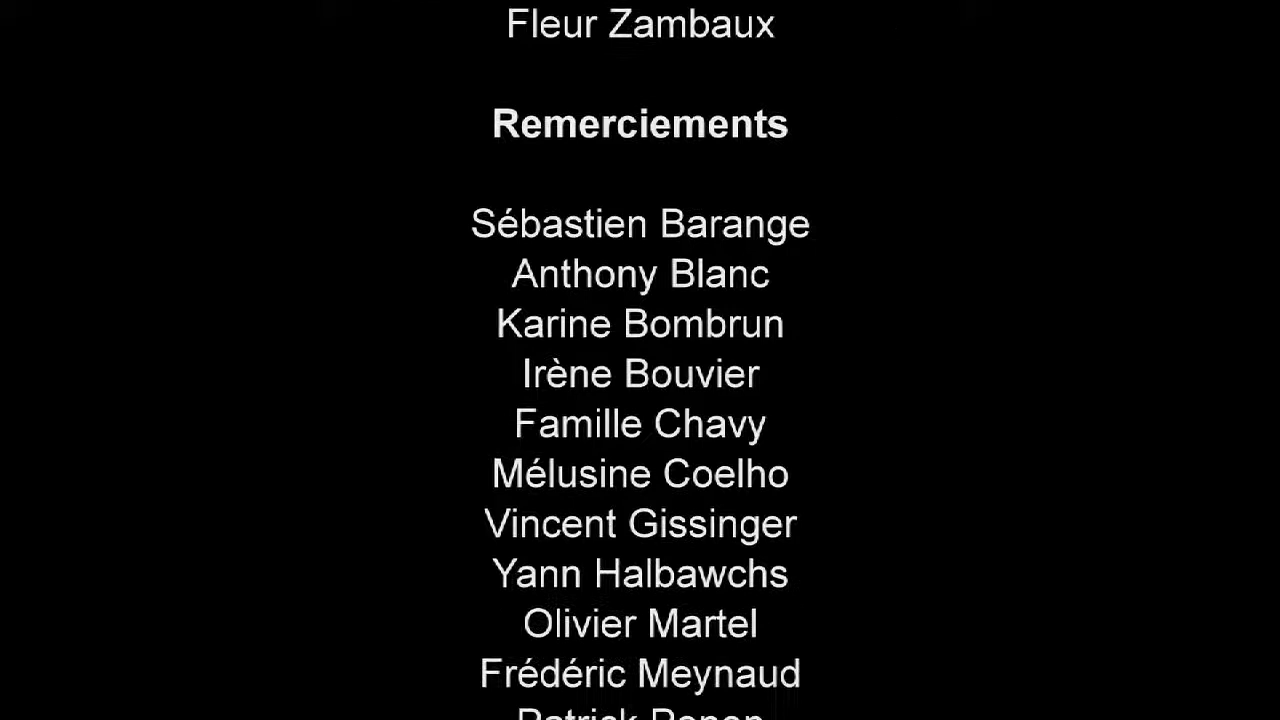 Fleur Zambaux
Remerciements
Sébastien Barange
Anthony Blanc
Karine Bombrun
Irène Bouvier
Famille Chavy
Mélusine Coelho
Vincent Gissinger
Yann Halbawchs
Olivier Martel
Frédéric Meynaud
Patrick